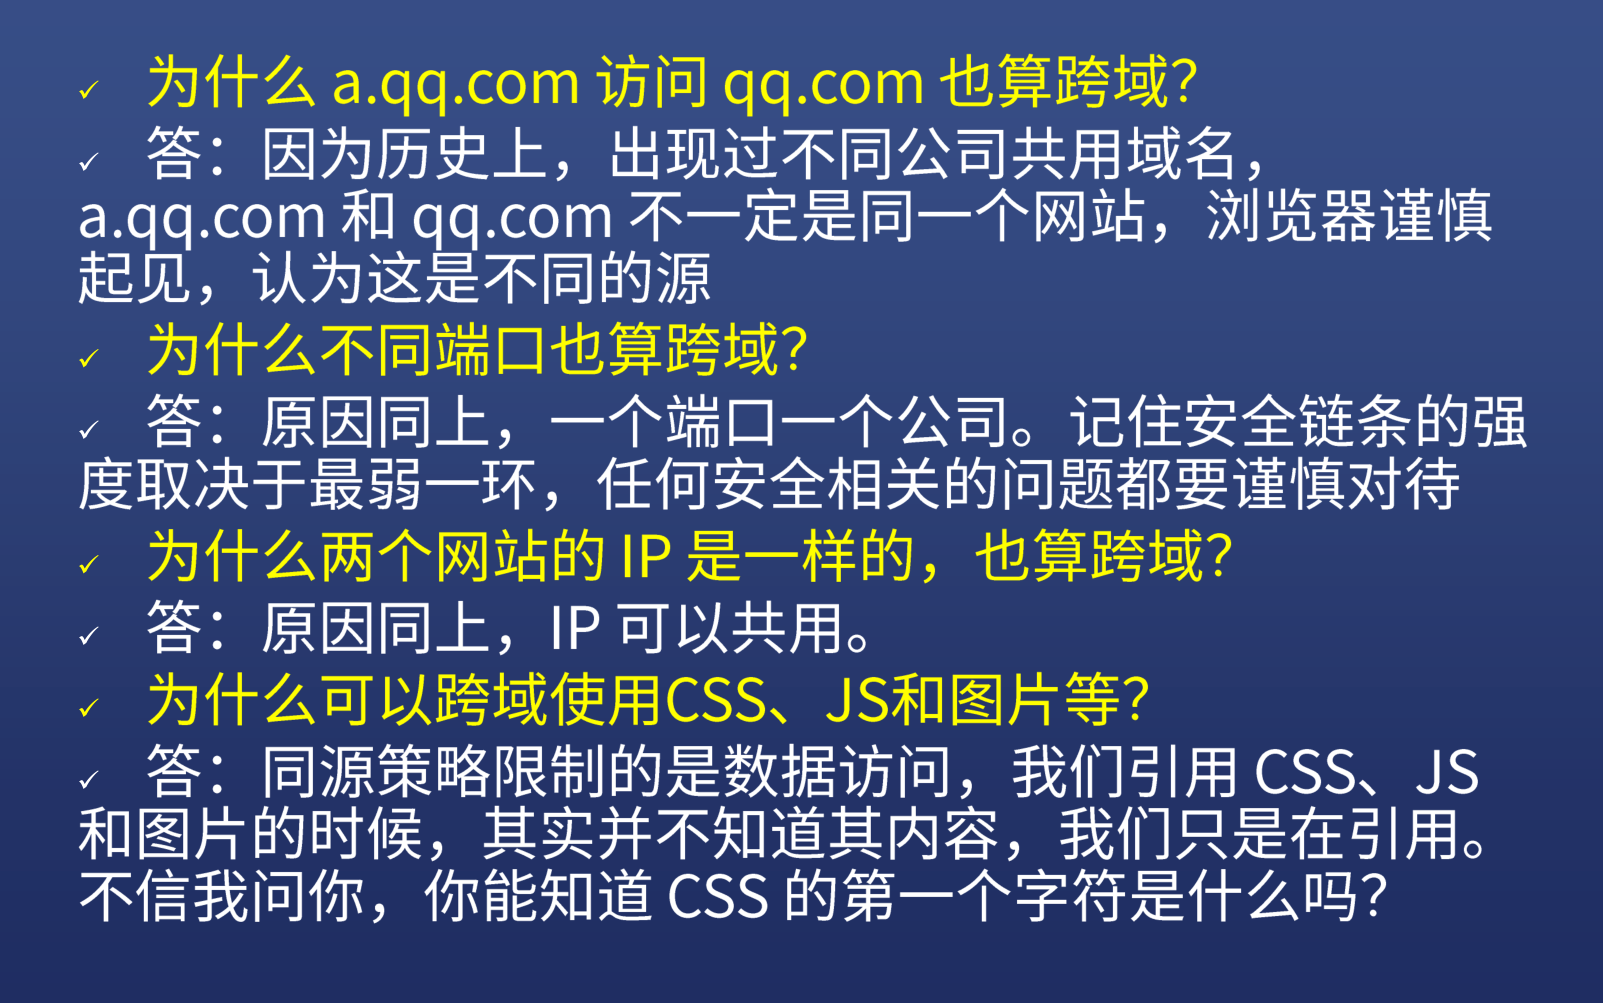 ✓ 为什么 a.qq.com 访问 qq.com 也算跨域？
✓ 答：因为历史上，出现过不同公司共用域名，
a.qq.com 和 qq.com 不一定是同一个网站，浏览器谨慎
起见，认为这是不同的源
✓ 为什么不同端口也算跨域？
✓ 答：原因同上，一个端口一个公司。记住安全链条的强
度取决于最弱一环，任何安全相关的问题都要谨慎对待
✓ 为什么两个网站的 IP 是一样的，也算跨域？
✓ 答：原因同上，IP 可以共用。
✓ 为什么可以跨域使用CSS、JS和图片等？
✓ 答：同源策略限制的是数据访问，我们引用 CSS、JS
和图片的时候，其实并不知道其内容，我们只是在引用。
不信我问你，你能知道 CSS 的第一个字符是什么吗？